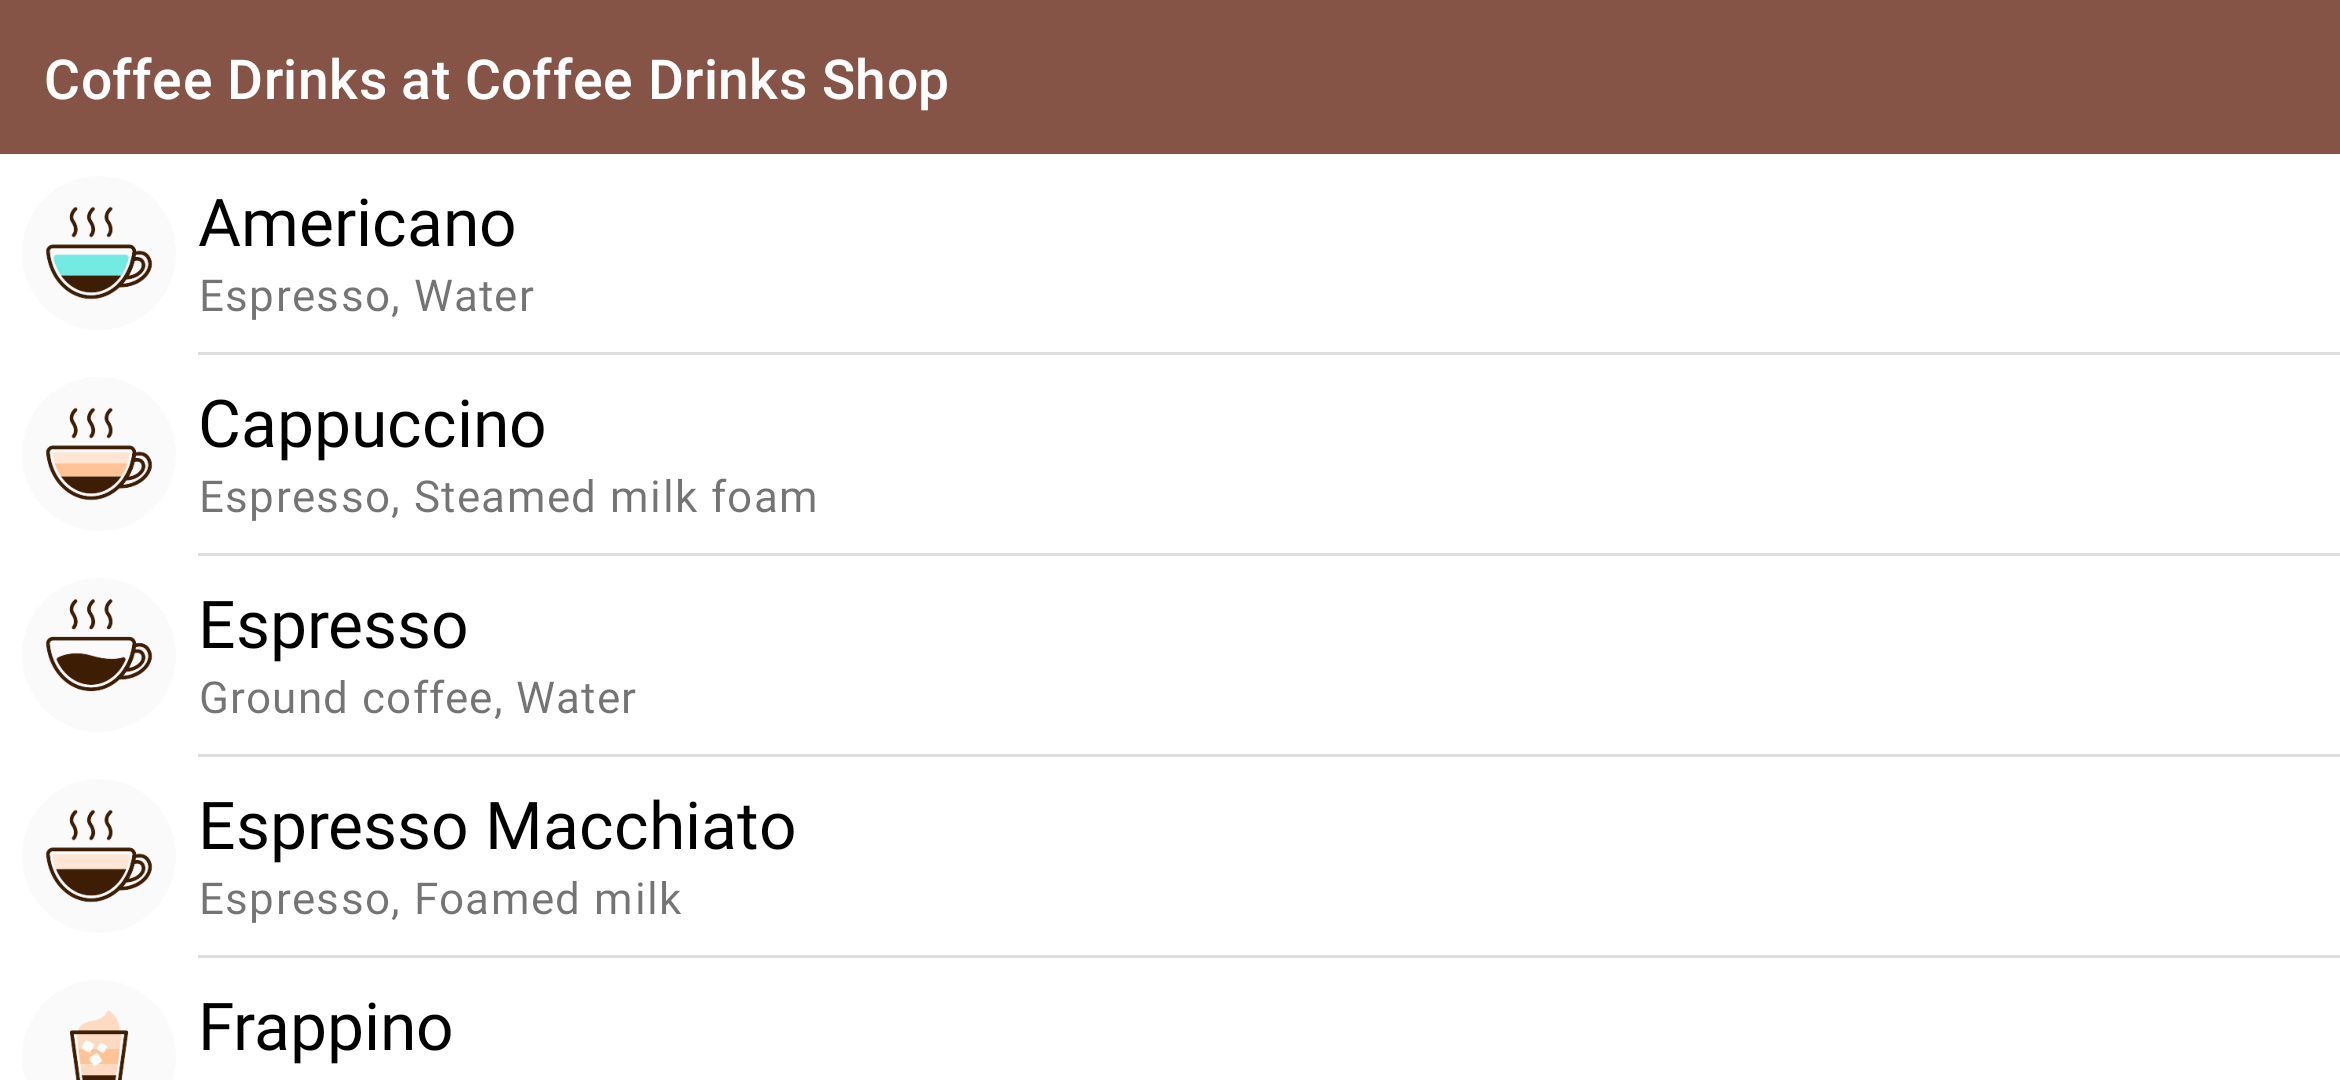 Coffee Drinks at Coffee Drinks Shop
Americano
Espresso, Water
Cappuccino
Espresso, Steamed milk foam
Espresso
Ground coffee, Water
Espresso Macchiato
Espresso, Foamed milk
Frappino